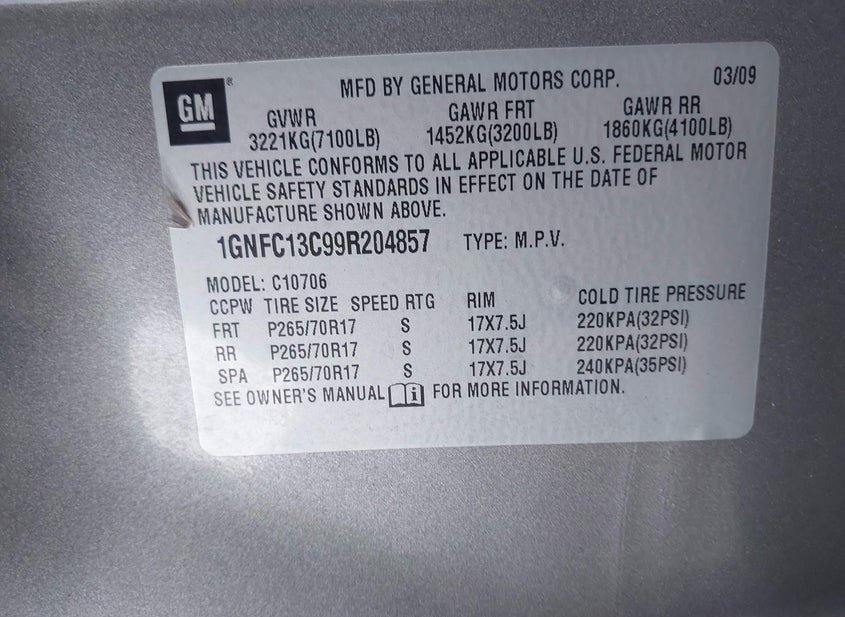 GM ®
MFD BY GENERAL MOTORS CORP. 03/09
GVWR GAWR FRT GAWR RR
3221KG(7100LB) 1452KG(3200LB) 1860KG(4100LB)
THIS VEHICLE CONFORMS TO ALL APPLICABLE U.S. FEDERAL MOTOR
VEHICLE SAFETY STANDARDS IN EFFECT ON THE DATE OF
MANUFACTURE SHOWN ABOVE.
1GNFC13C99R204857 TYPE: M.P.V.
MODEL: C10706
CCPW TIRE SIZE SPEED RTG RIM COLD TIRE PRESSURE
FRT P265/70R17 S 17X7.5J 220KPA(32PSI)
RR P265/70R17 S 17X7.5J 220KPA(32PSI)
SPA P265/70R17 S 17X7.5J 240KPA(35PSI)
SEE OWNER'S MANUAL i FOR MORE INFORMATION.